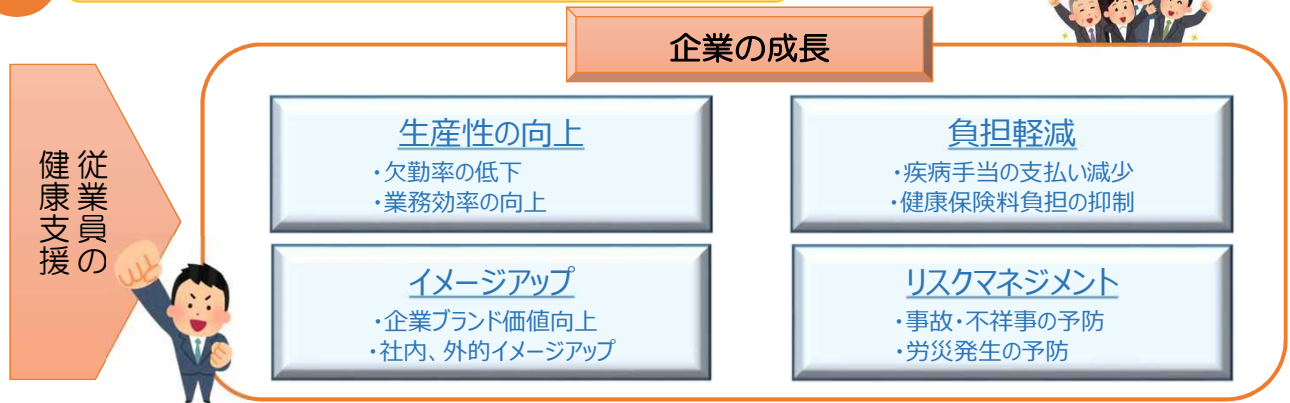 企業の成長
従業員の
健康支援
生産性の向上
・欠勤率の低下
・業務効率の向上
負担軽減
・疾病手当の支払い減少
・健康保険料負担の抑制
イメージアップ
・企業ブランド価値向上
・社内、外的イメージアップ
リスクマネジメント
・事故・不祥事の予防
・労災発生の予防